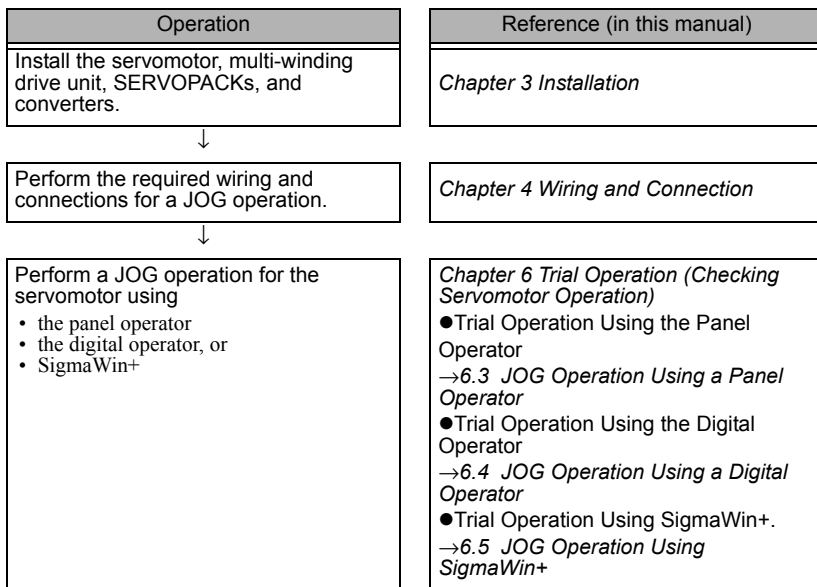 Operation
Reference (in this manual)
Install the servomotor, multi-winding
drive unit, SERVOPACKs, and
converters.
Chapter 3 Installation
↓
Perform the required wiring and
connections for a JOG operation.
Chapter 4 Wiring and Connection
↓
Perform a JOG operation for the
servomotor using
• the panel operator
• the digital operator, or
• SigmaWin+
Chapter 6 Trial Operation (Checking
Servomotor Operation)
●Trial Operation Using the Panel
Operator
→6.3 JOG Operation Using a Panel
Operator
●Trial Operation Using the Digital
Operator
→6.4 JOG Operation Using a Digital
Operator
●Trial Operation Using SigmaWin+.
→6.5 JOG Operation Using
SigmaWin+